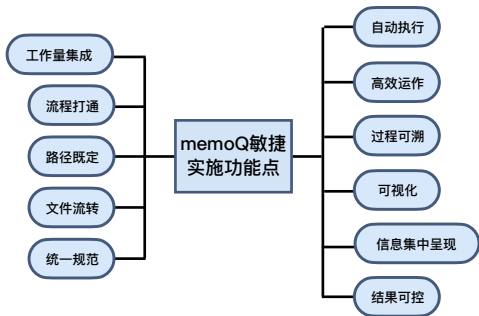 工作量集成
流程打通
路径既定
文件流转
统一规范
memoQ敏捷
实施功能点
自动执行
高效运作
过程可溯
可视化
信息集中呈现
结果可控